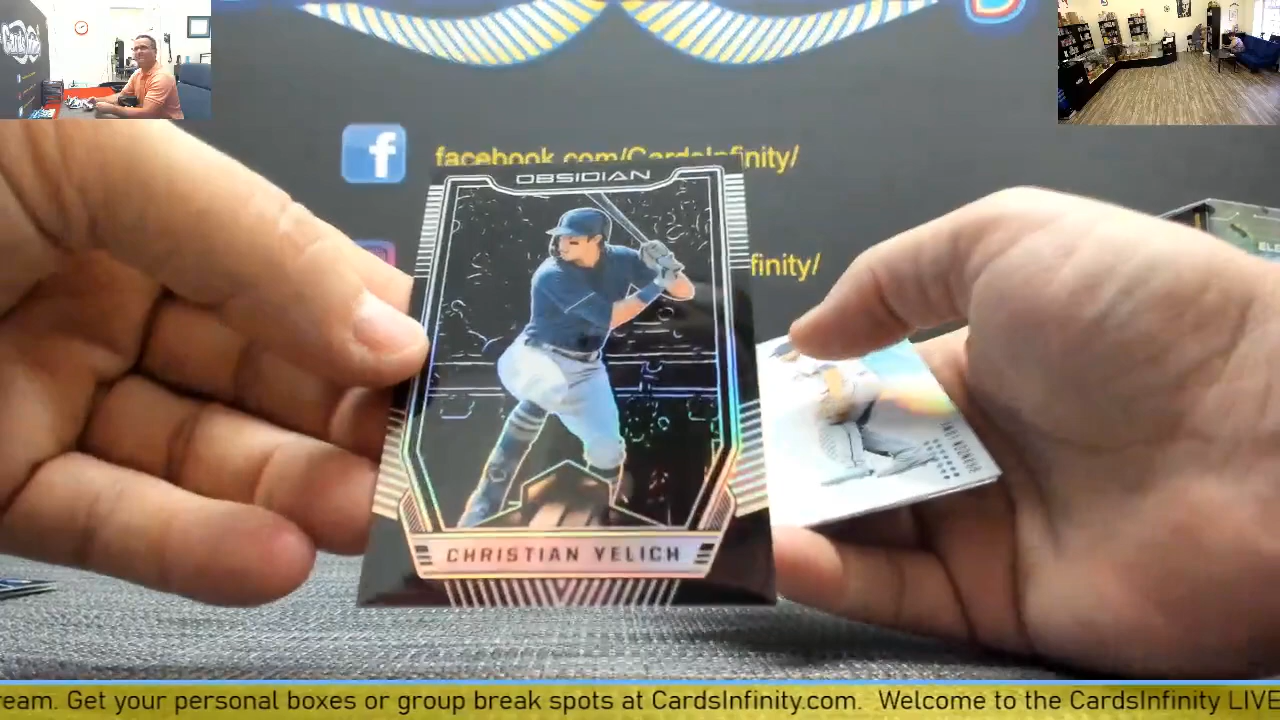 facebook.com/CardsInfinity/
finity/
OBSIDIAN
CHRISTIAN YELICH
ELE
ream. Get your personal boxes or group break spots at CardsInfinity.com. Welcome to the CardsInfinity LIVE